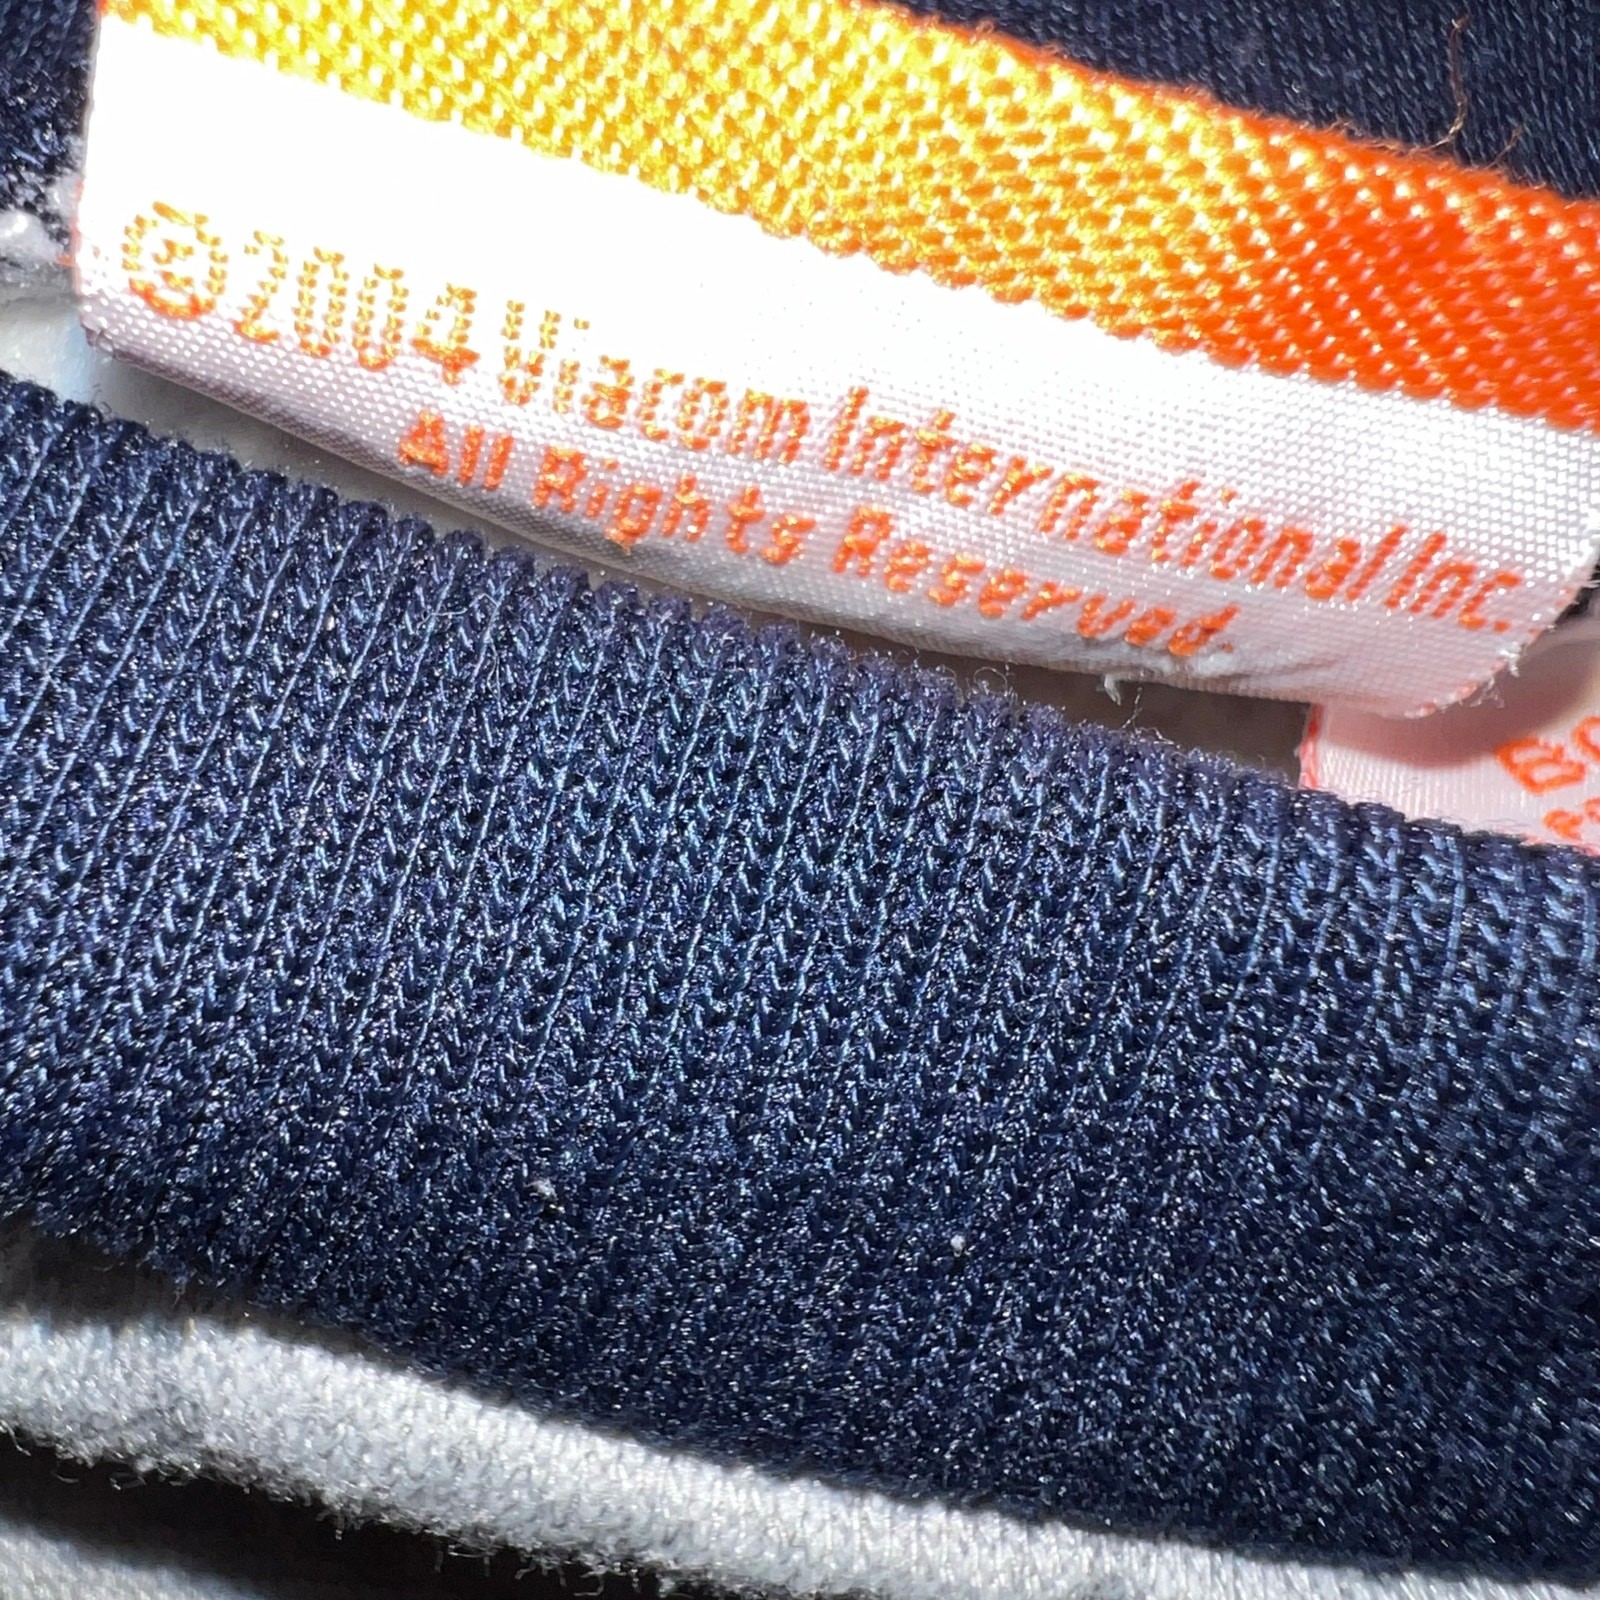 ©2004 Viacom International Inc.
All Rights Reserved.